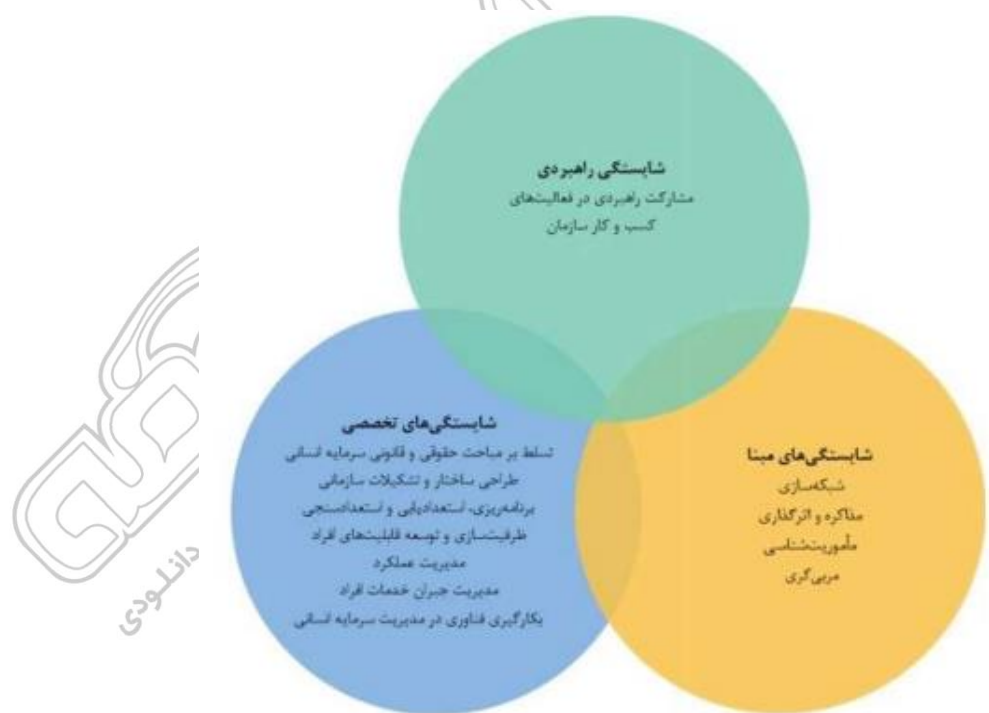 شایستگی راهبردی
مشارکت راهبردی در فعالیت‌های
کسب و کار سازمان
شایستگی‌های تخصصی
تسلط بر مباحث حقوقی و قانونی سرمایه انسانی
طراحی ساختار و تشکیلات سازمانی
برنامه‌ریزی، استعدادیابی و استعدادسنجی
ظرفیت‌سازی و توسعه قابلیت‌های افراد
مدیریت عملکرد
مدیریت جبران خدمات افراد
بکارگیری فناوری در مدیریت سرمایه انسانی
شایستگی‌های مبنا
شبکه‌سازی
مذاکره و اثرگذاری
مأموریت‌شناسی
مربی‌گری
دانلودی